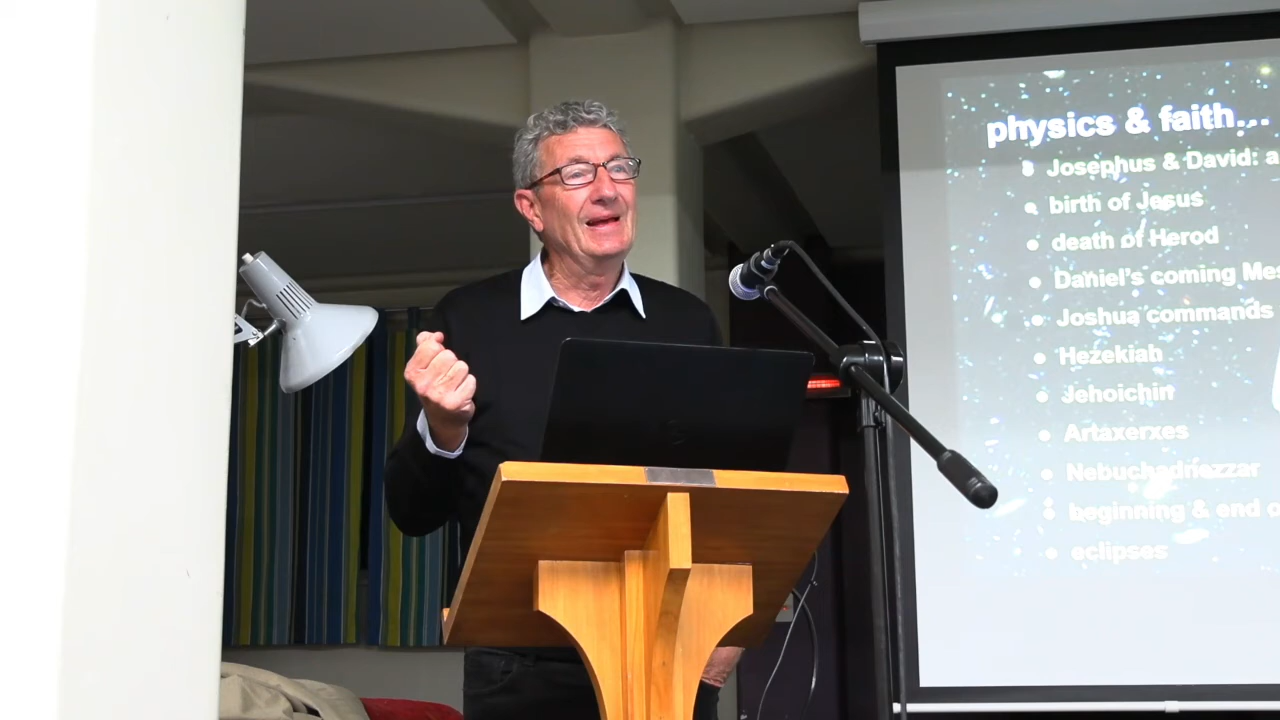 physics & faith...
Josephus & David: a
birth of Jesus
death of Herod
Daniel's coming Mes
Joshua commands
Hezekiah
Jehoichin
Artaxerxes
Nebuchadnezzar
beginning & end o
eclipses